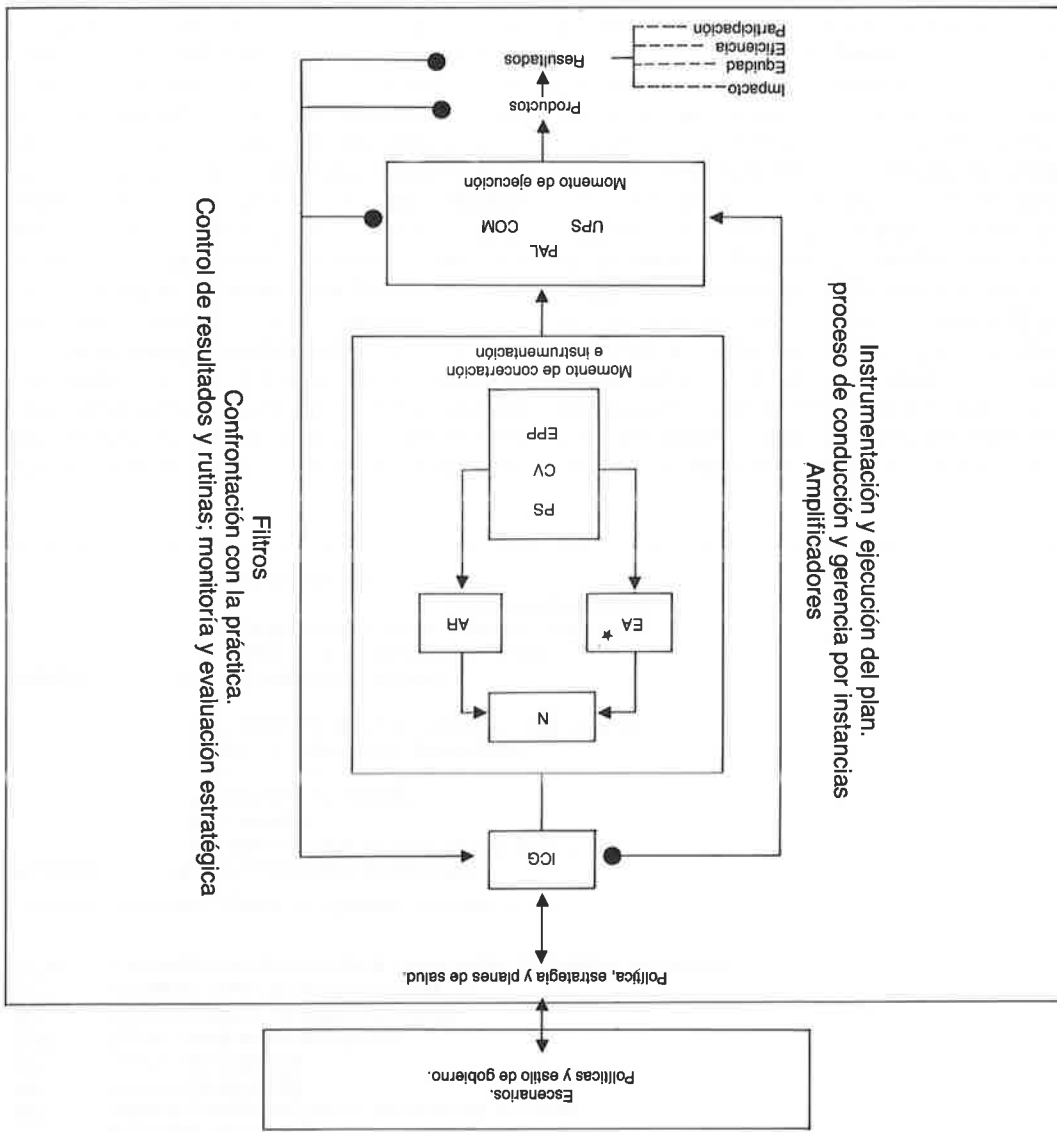 Escenarios.
Políticas y estilo de gobierno.
Política, estrategia y planes de salud.
ICG
N
EA
AR
PS
CV
EPP
Momento de concertación
e instrumentación
PAL
UPS
COM
Momento de ejecución
Productos
Resultados
Impacto
Equidad
Eficiencia
Participación
Instrumentación y ejecución del plan.
proceso de conducción y gerencia por instancias
Amplificadores
Filtros
Confrontación con la práctica.
Control de resultados y rutinas; monitoría y evaluación estratégica